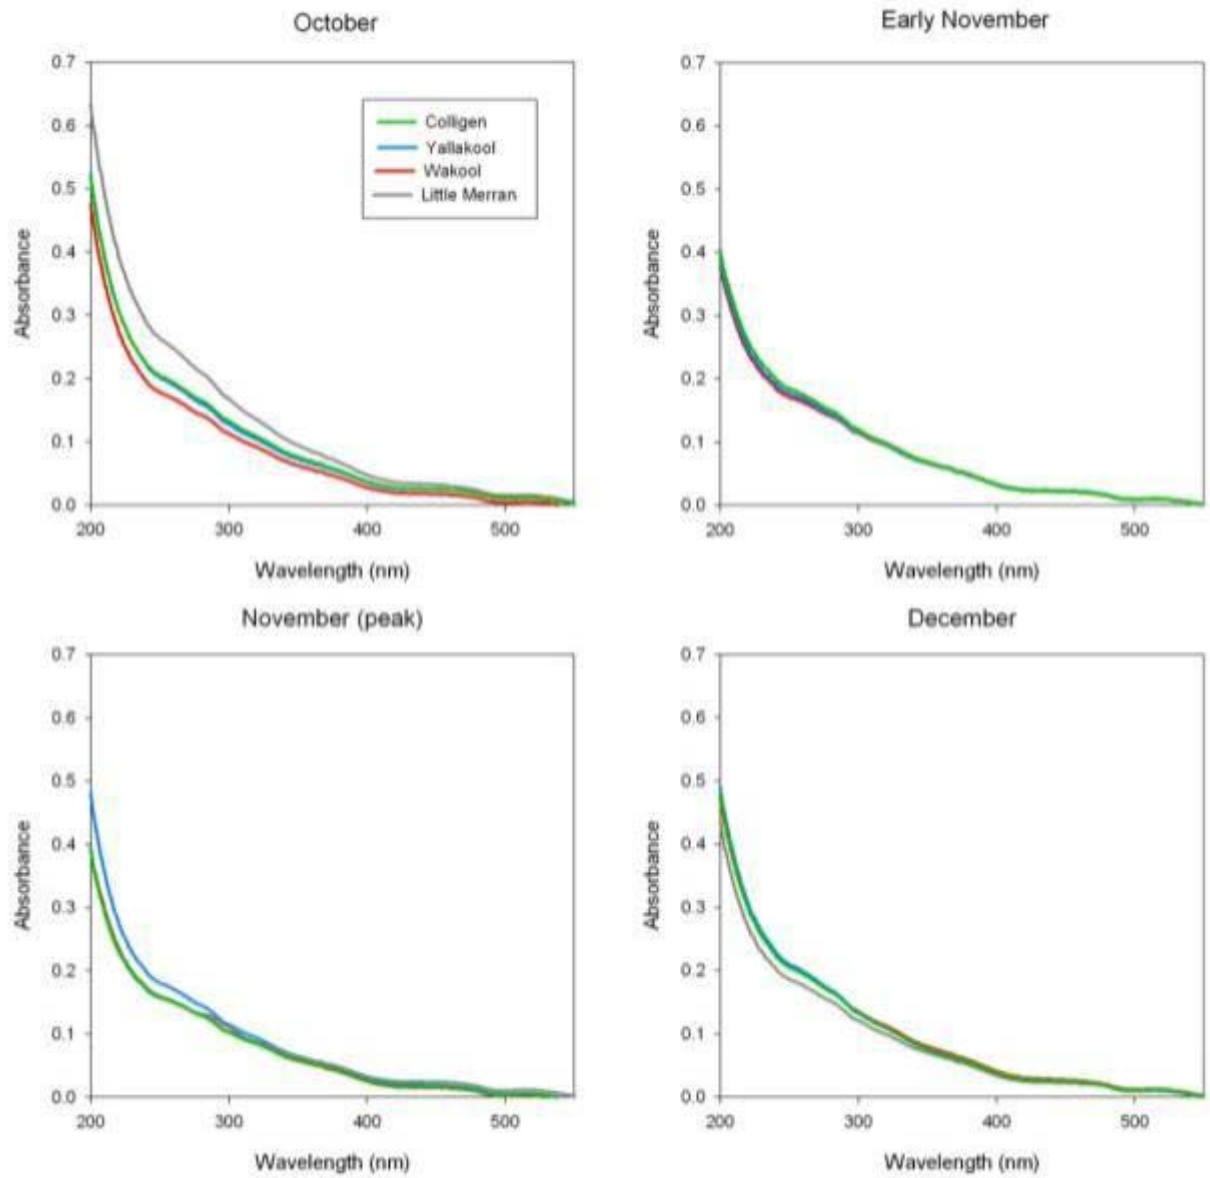 October
0.7
0.6
0.5
0.4
0.3
0.2
0.1
0.0
Absorbance
Colligen
Yallakool
Wakool
Little Merran
200 300 400 500
Wavelength (nm)
Early November
0.7
0.6
0.5
0.4
0.3
0.2
0.1
0.0
Absorbance
200 300 400 500
Wavelength (nm)
November (peak)
0.7
0.6
0.5
0.4
0.3
0.2
0.1
0.0
Absorbance
200 300 400 500
Wavelength (nm)
December
0.7
0.6
0.5
0.4
0.3
0.2
0.1
0.0
Absorbance
200 300 400 500
Wavelength (nm)